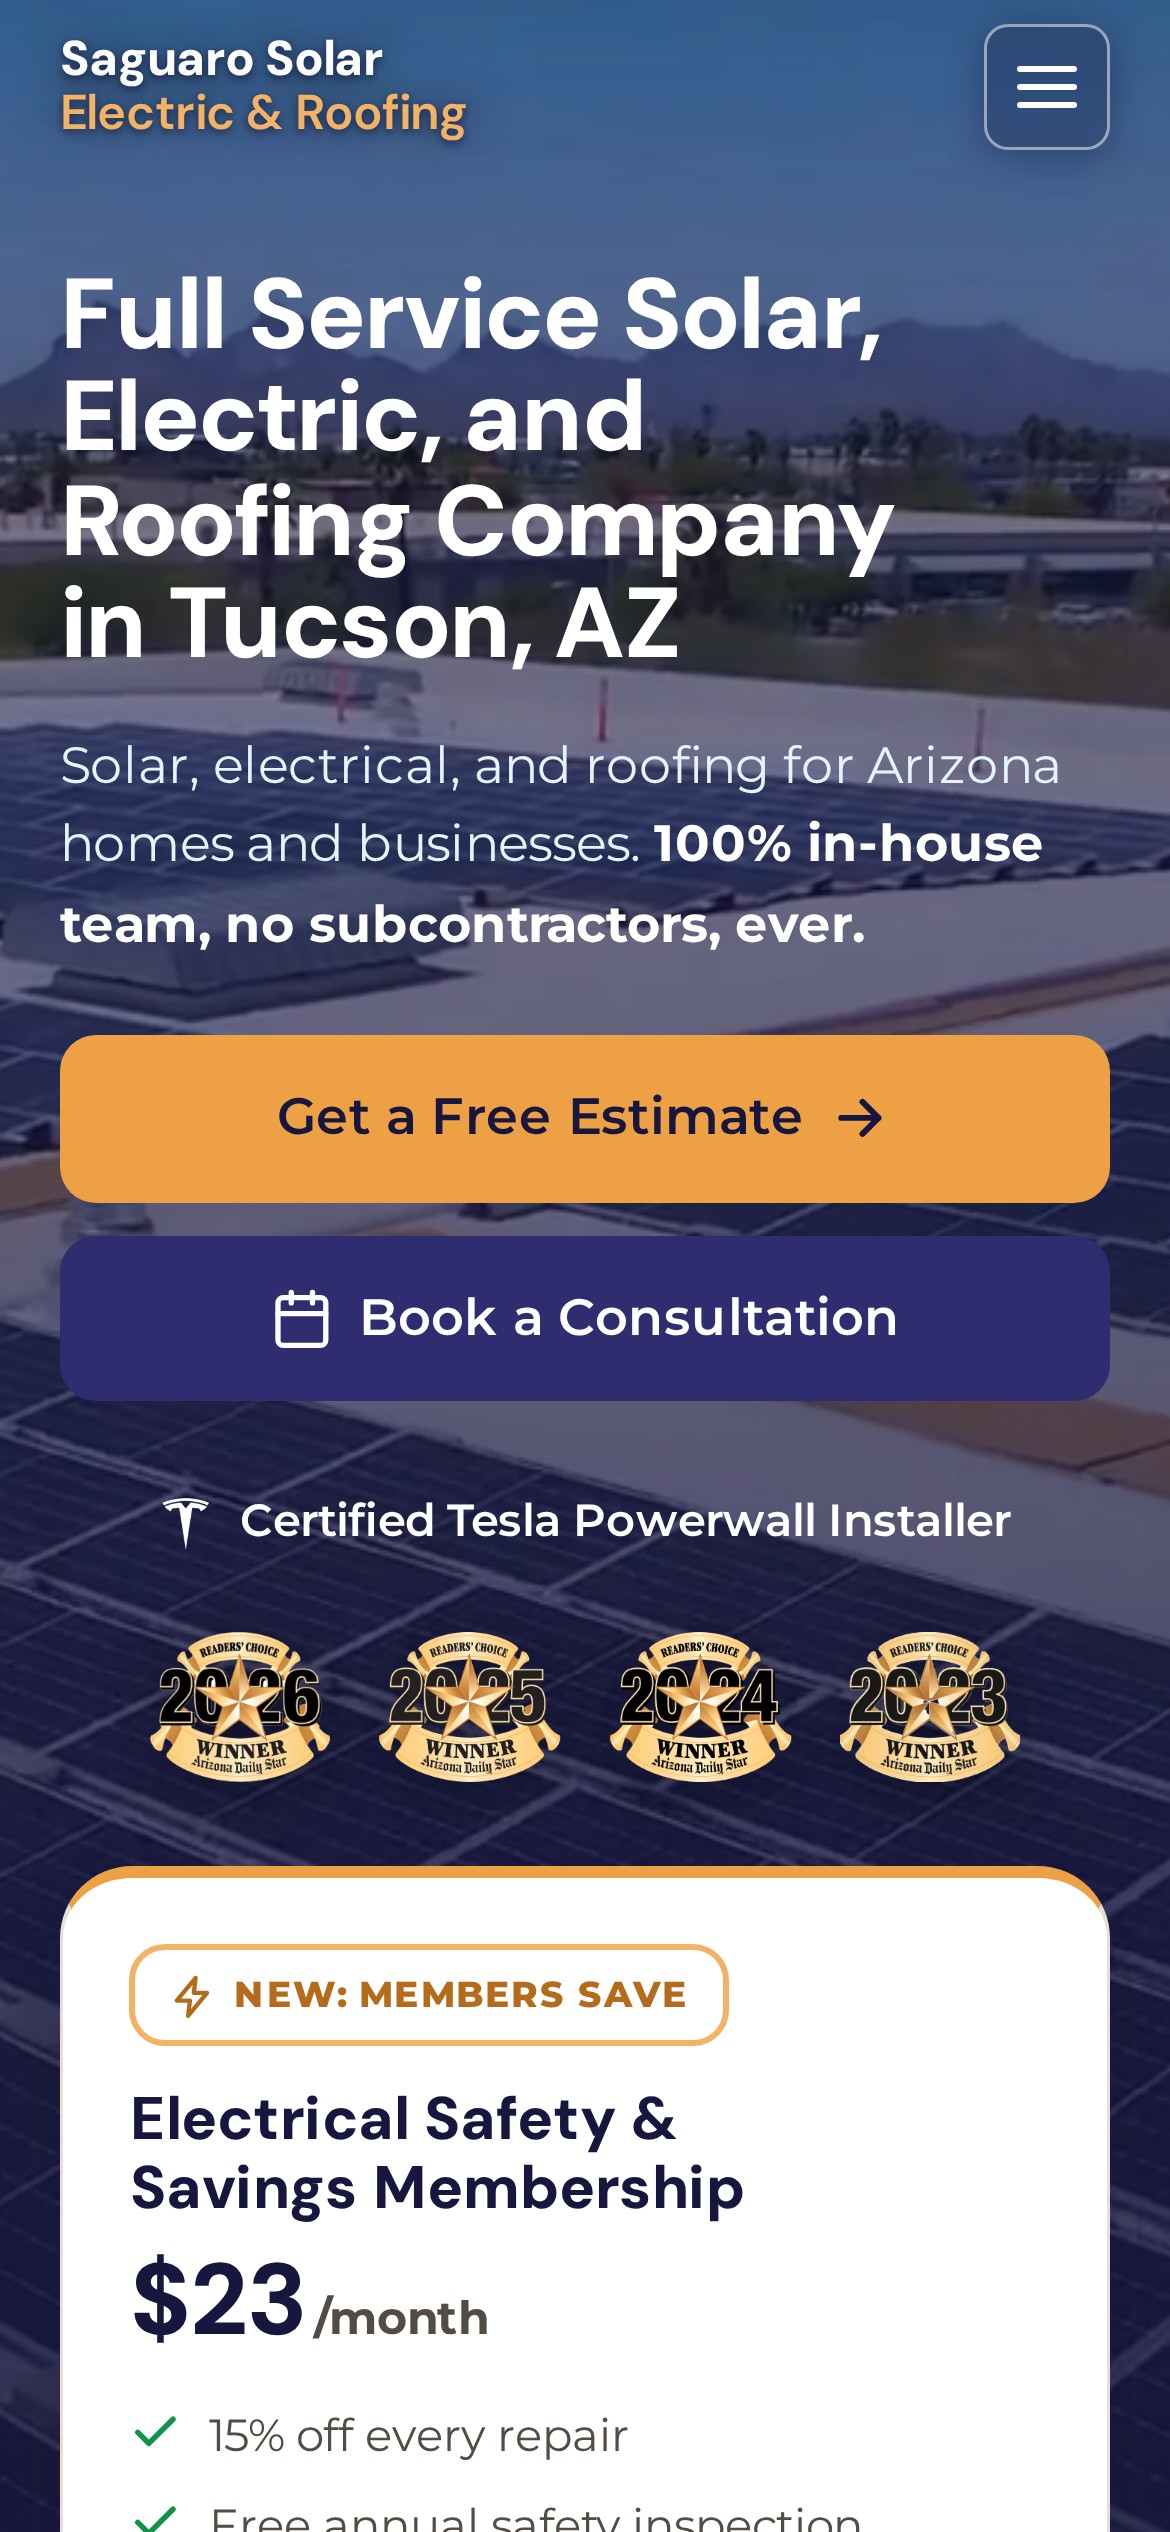 Saguaro Solar
Electric & Roofing
Full Service Solar,
Electric, and
Roofing Company
in Tucson, AZ
Solar, electrical, and roofing for Arizona
homes and businesses. 100% in-house
team, no subcontractors, ever.
Get a Free Estimate →
Book a Consultation
Certified Tesla Powerwall Installer
READERS' CHOICE
2026
WINNER
Arizona Daily Star
READERS' CHOICE
2025
WINNER
Arizona Daily Star
READERS' CHOICE
2024
WINNER
Arizona Daily Star
READERS' CHOICE
2023
WINNER
Arizona Daily Star
NEW: MEMBERS SAVE
Electrical Safety &
Savings Membership
$23 /month
15% off every repair
Free annual safety inspection